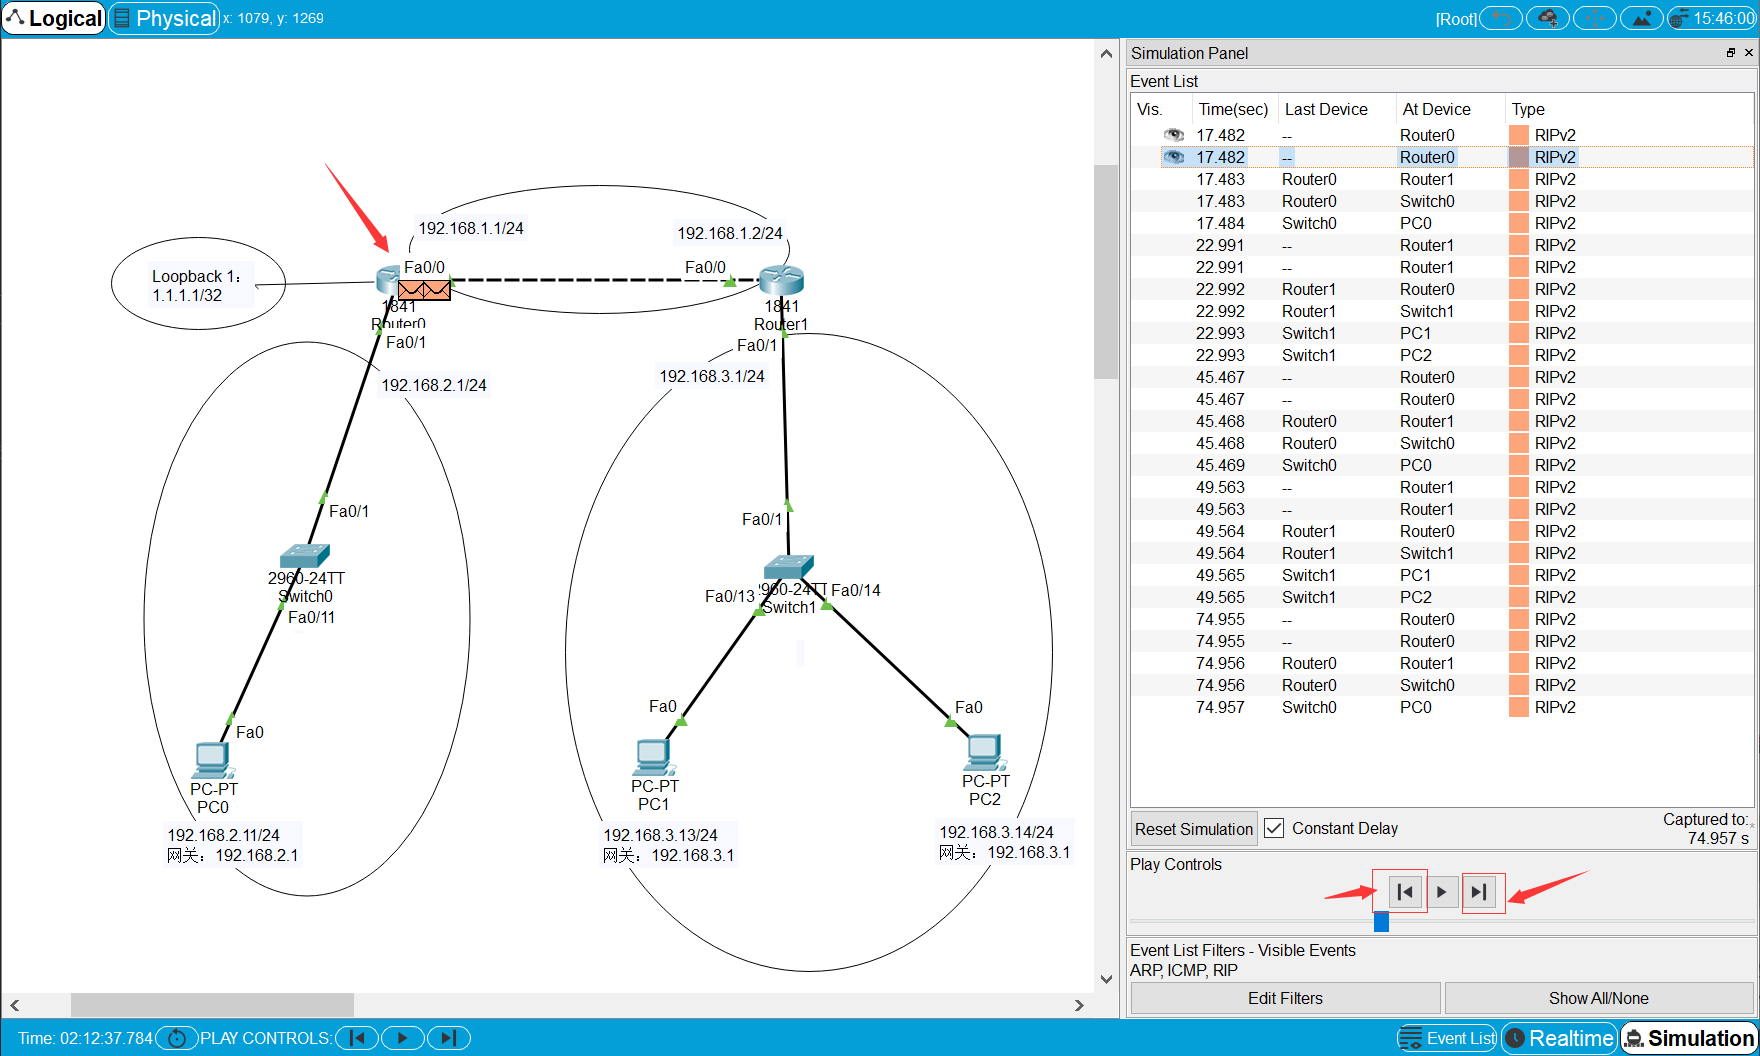 Logical
Physical
x: 1079, y: 1269
[Root]
15:46:00
192.168.1.1/24
192.168.1.2/24
Fa0/0
Fa0/0
Loopback 1：
1.1.1.1/32
1841
Router0
Fa0/1
1841
Router1
Fa0/1
192.168.2.1/24
192.168.3.1/24
Fa0/1
Fa0/1
2960-24TT
Switch0
Fa0/11
Fa0/13
960-24TT
Switch1
Fa0/14
Fa0
Fa0
Fa0
PC-PT
PC0
PC-PT
PC1
PC-PT
PC2
192.168.2.11/24
网关：192.168.2.1
192.168.3.13/24
网关：192.168.3.1
192.168.3.14/24
网关：192.168.3.1
Simulation Panel
Event List
Vis. Time(sec) Last Device At Device Type
17.482 -- Router0 RIPv2
17.482 -- Router0 RIPv2
17.483 Router0 Router1 RIPv2
17.483 Router0 Switch0 RIPv2
17.484 Switch0 PC0 RIPv2
22.991 -- Router1 RIPv2
22.991 -- Router1 RIPv2
22.992 Router1 Router0 RIPv2
22.992 Router1 Switch1 RIPv2
22.993 Switch1 PC1 RIPv2
22.993 Switch1 PC2 RIPv2
45.467 -- Router0 RIPv2
45.467 -- Router0 RIPv2
45.468 Router0 Router1 RIPv2
45.468 Router0 Switch0 RIPv2
45.469 Switch0 PC0 RIPv2
49.563 -- Router1 RIPv2
49.563 -- Router1 RIPv2
49.564 Router1 Router0 RIPv2
49.564 Router1 Switch1 RIPv2
49.565 Switch1 PC1 RIPv2
49.565 Switch1 PC2 RIPv2
74.955 -- Router0 RIPv2
74.955 -- Router0 RIPv2
74.956 Router0 Router1 RIPv2
74.956 Router0 Switch0 RIPv2
74.957 Switch0 PC0 RIPv2
Reset Simulation
Constant Delay
Captured to:
74.957 s
Play Controls
Event List Filters - Visible Events
ARP, ICMP, RIP
Edit Filters
Show All/None
Time: 02:12:37.784
PLAY CONTROLS:
Event List
Realtime
Simulation